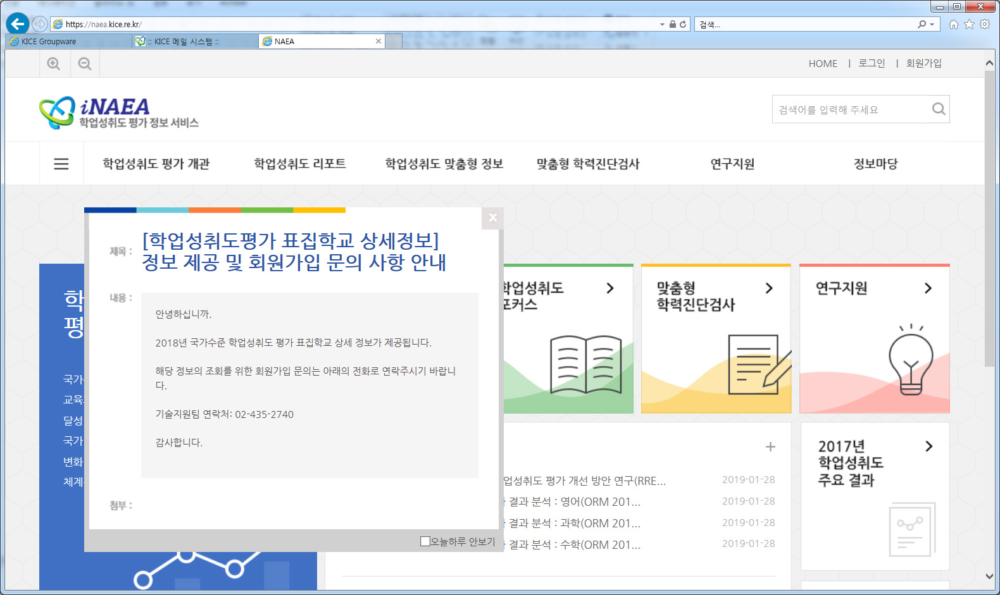 https://naea.kice.re.kr/
검색...
KICE Groupware
:: KICE 메일 시스템 ::
NAEA
HOME | 로그인 | 회원가입
iNAEA
학업성취도 평가 정보 서비스
검색어를 입력해 주세요
학업성취도 평가 개관
학업성취도 리포트
학업성취도 맞춤형 정보
맞춤형 학력진단검사
연구지원
정보마당
제목 :
[학업성취도평가 표집학교 상세정보]
정보 제공 및 회원가입 문의 사항 안내
내용 :
안녕하십니까.
2018년 국가수준 학업성취도 평가 표집학교 상세 정보가 제공됩니다.
해당 정보의 조회를 위한 회원가입 문의는 아래의 전화로 연락주시기 바랍니
다.
기술지원팀 연락처: 02-435-2740
감사합니다.
첨부 :
오늘하루 안보기
학
평
국가
교육
달성
국가
변화
체계
학업성취도
포커스
맞춤형
학력진단검사
연구지원
업성취도 평가 개선 방안 연구(RRE... 2019-01-28
결과 분석 : 영어(ORM 201... 2019-01-28
결과 분석 : 과학(ORM 201... 2019-01-28
결과 분석 : 수학(ORM 201... 2019-01-28
2017년
학업성취도
주요 결과